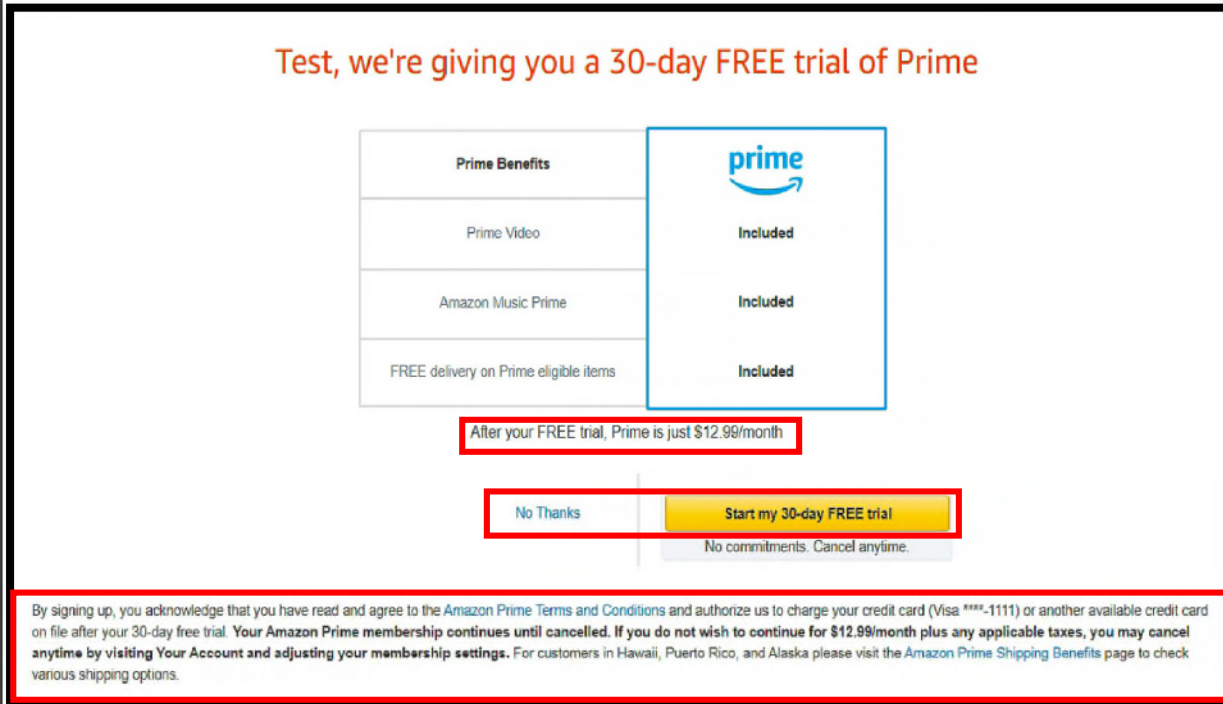 Test, we're giving you a 30-day FREE trial of Prime
Prime Benefits
prime
Prime Video
Included
Amazon Music Prime
Included
FREE delivery on Prime eligible items
Included
After your FREE trial, Prime is just $12.99/month
No Thanks
Start my 30-day FREE trial
No commitments. Cancel anytime.
By signing up, you acknowledge that you have read and agree to the Amazon Prime Terms and Conditions and authorize us to charge your credit card (Visa ****-1111) or another available credit card
on file after your 30-day free trial. Your Amazon Prime membership continues until cancelled. If you do not wish to continue for $12.99/month plus any applicable taxes, you may cancel
anytime by visiting Your Account and adjusting your membership settings. For customers in Hawaii, Puerto Rico, and Alaska please visit the Amazon Prime Shipping Benefits page to check
various shipping options.